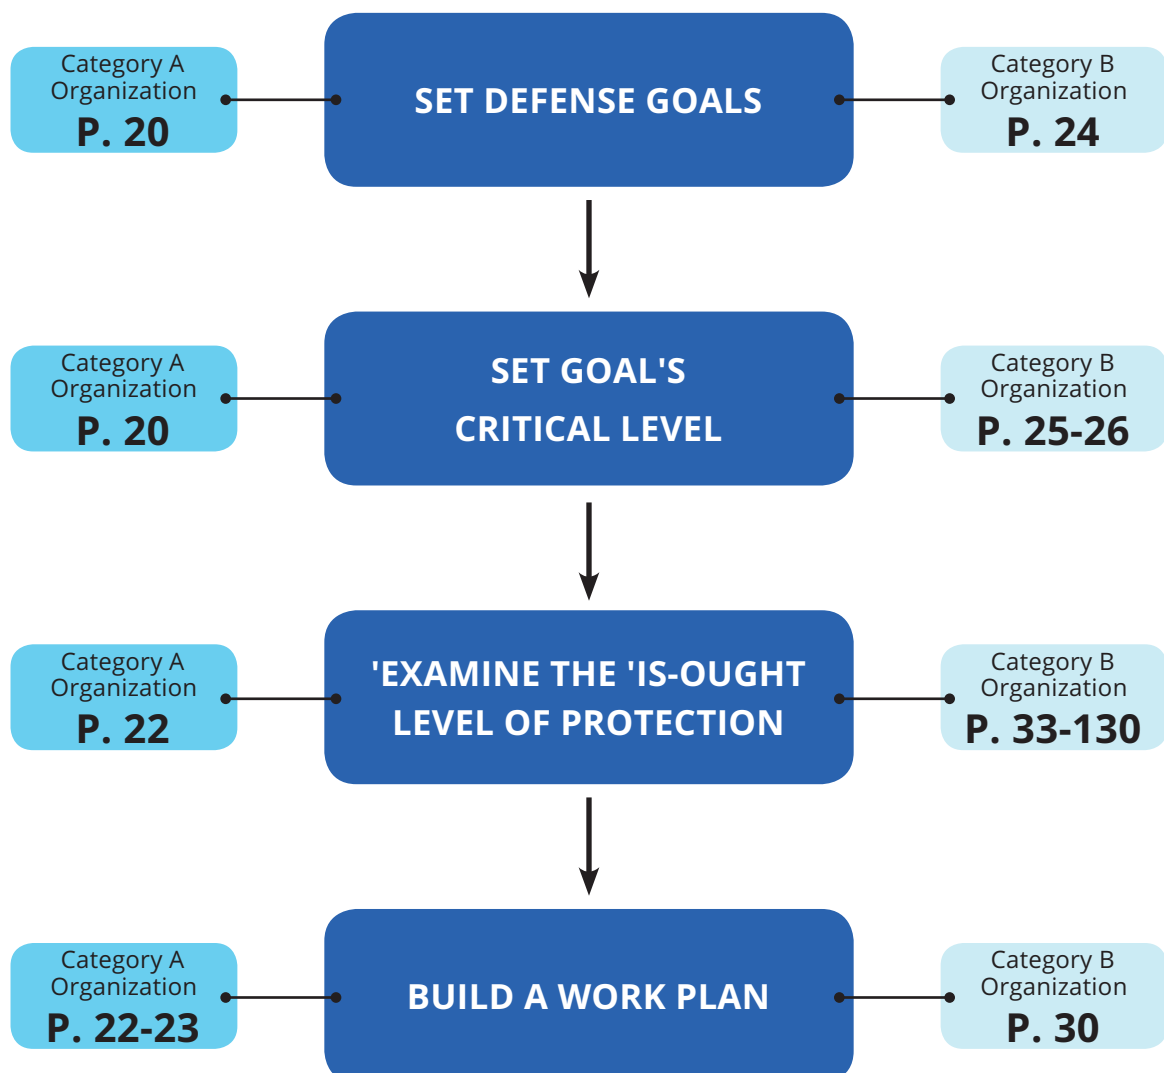 Category A
Organization
P. 20
SET DEFENSE GOALS
Category B
Organization
P. 24
Category A
Organization
P. 20
SET GOAL'S
CRITICAL LEVEL
Category B
Organization
P. 25-26
Category A
Organization
P. 22
'EXAMINE THE 'IS-OUGHT
LEVEL OF PROTECTION
Category B
Organization
P. 33-130
Category A
Organization
P. 22-23
BUILD A WORK PLAN
Category B
Organization
P. 30